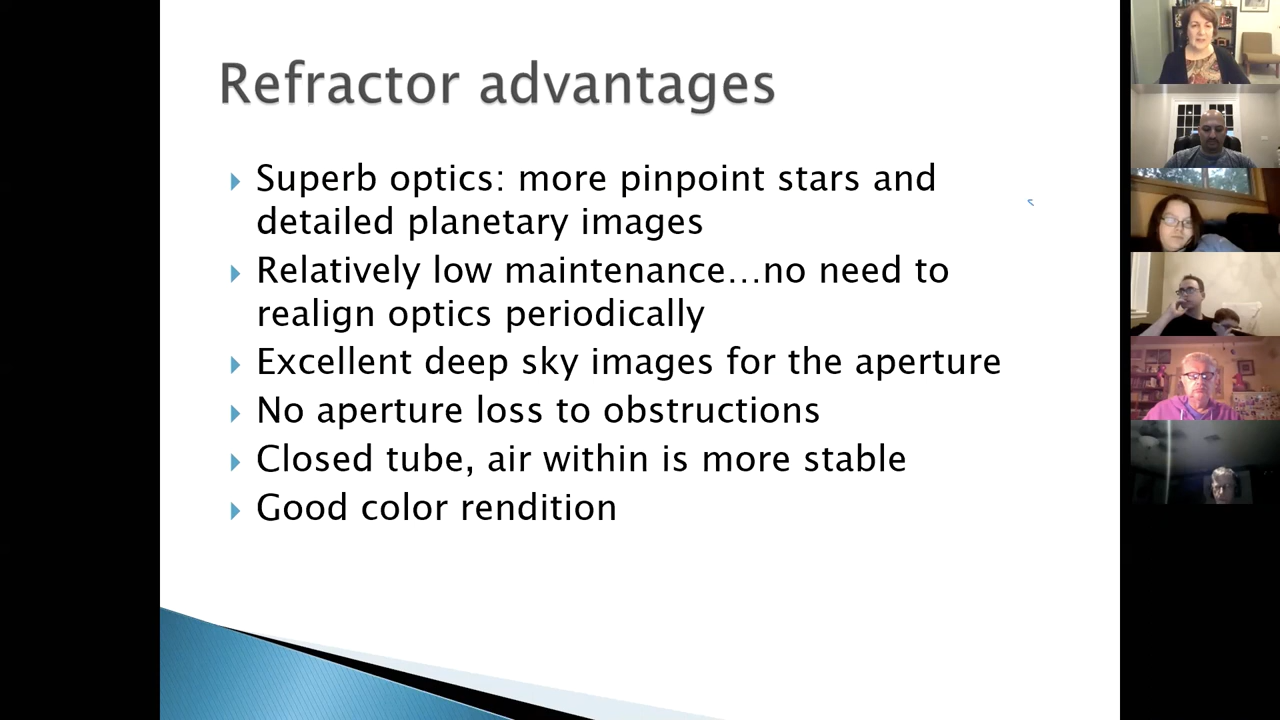 Refractor advantages
Superb optics: more pinpoint stars and
detailed planetary images
Relatively low maintenance…no need to
realign optics periodically
Excellent deep sky images for the aperture
No aperture loss to obstructions
Closed tube, air within is more stable
Good color rendition